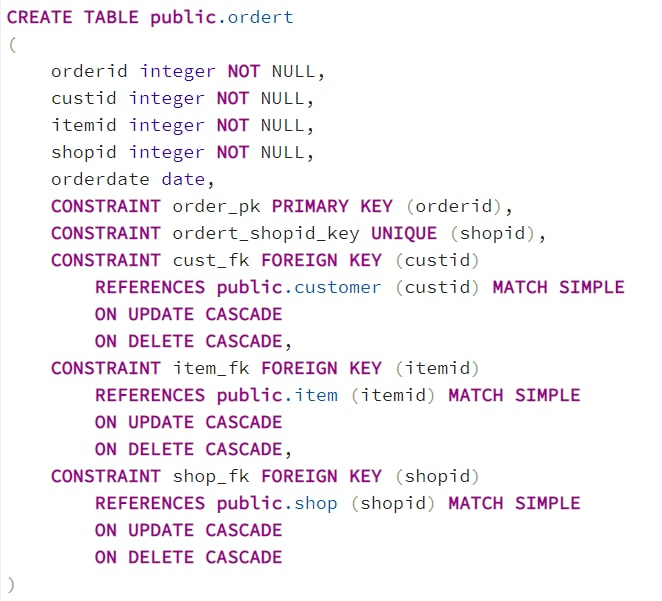 CREATE TABLE public.ordert
(
    orderid integer NOT NULL,
    custid integer NOT NULL,
    itemid integer NOT NULL,
    shopid integer NOT NULL,
    orderdate date,
    CONSTRAINT order_pk PRIMARY KEY (orderid),
    CONSTRAINT ordert_shopid_key UNIQUE (shopid),
    CONSTRAINT cust_fk FOREIGN KEY (custid)
        REFERENCES public.customer (custid) MATCH SIMPLE
        ON UPDATE CASCADE
        ON DELETE CASCADE,
    CONSTRAINT item_fk FOREIGN KEY (itemid)
        REFERENCES public.item (itemid) MATCH SIMPLE
        ON UPDATE CASCADE
        ON DELETE CASCADE,
    CONSTRAINT shop_fk FOREIGN KEY (shopid)
        REFERENCES public.shop (shopid) MATCH SIMPLE
        ON UPDATE CASCADE
        ON DELETE CASCADE
)